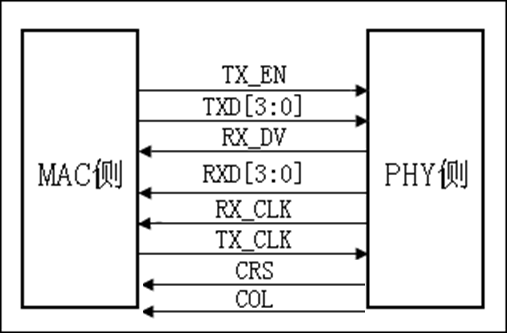 TX_EN
TXD[3:0]
RX_DV
MAC侧
RXD[3:0]
PHY侧
RX_CLK
TX_CLK
CRS
COL